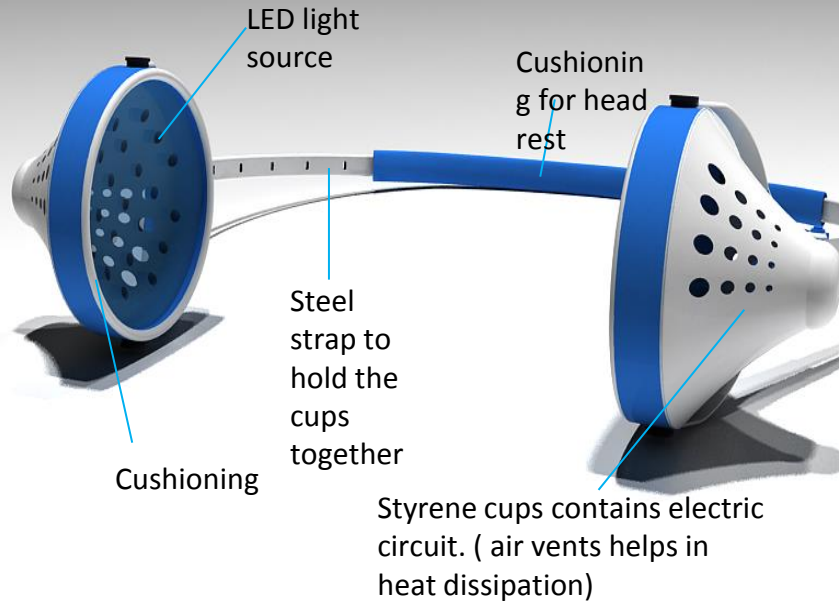 LED light
source
Cushionin
g for head
rest
Steel
strap to
hold the
cups
together
Cushioning
Styrene cups contains electric
circuit. ( air vents helps in
heat dissipation)